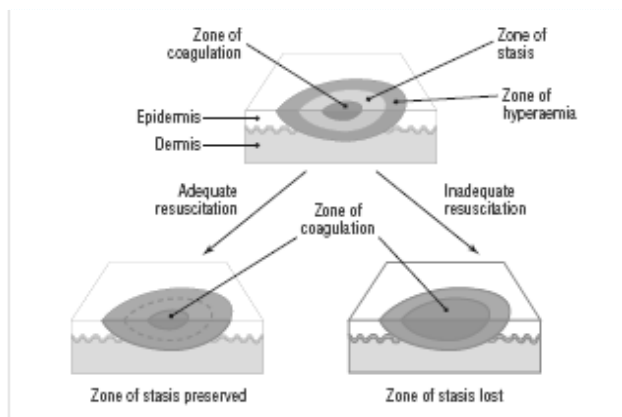 Zone of
coagulation
Zone of
stasis
Zone of
hyperaemia
Epidermis
Dermis
Adequate
resuscitation
Zone of
coagulation
Inadequate
resuscitation
Zone of stasis preserved
Zone of stasis lost